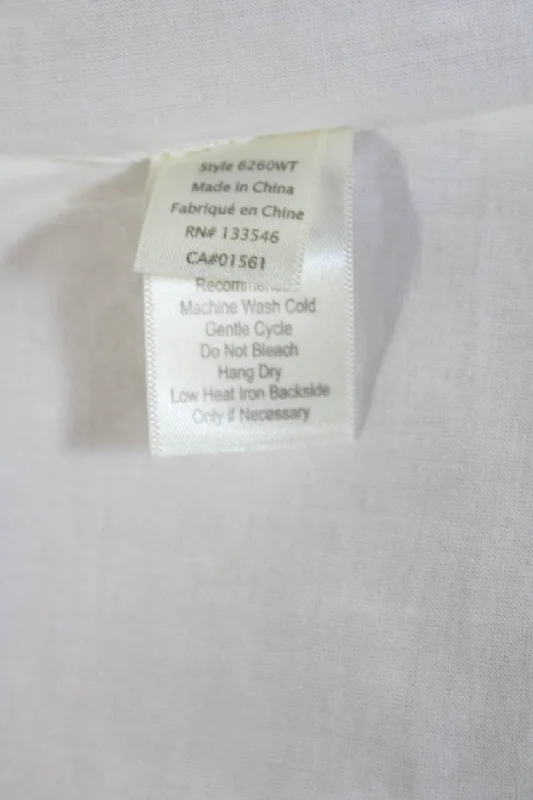 Style 6260WT
Made in China
Fabriqué en Chine
RN# 133546
CA#01561
Machine Wash Cold
Gentle Cycle
Do Not Bleach
Hang Dry
Low Heat Iron Backside
Only if Necessary